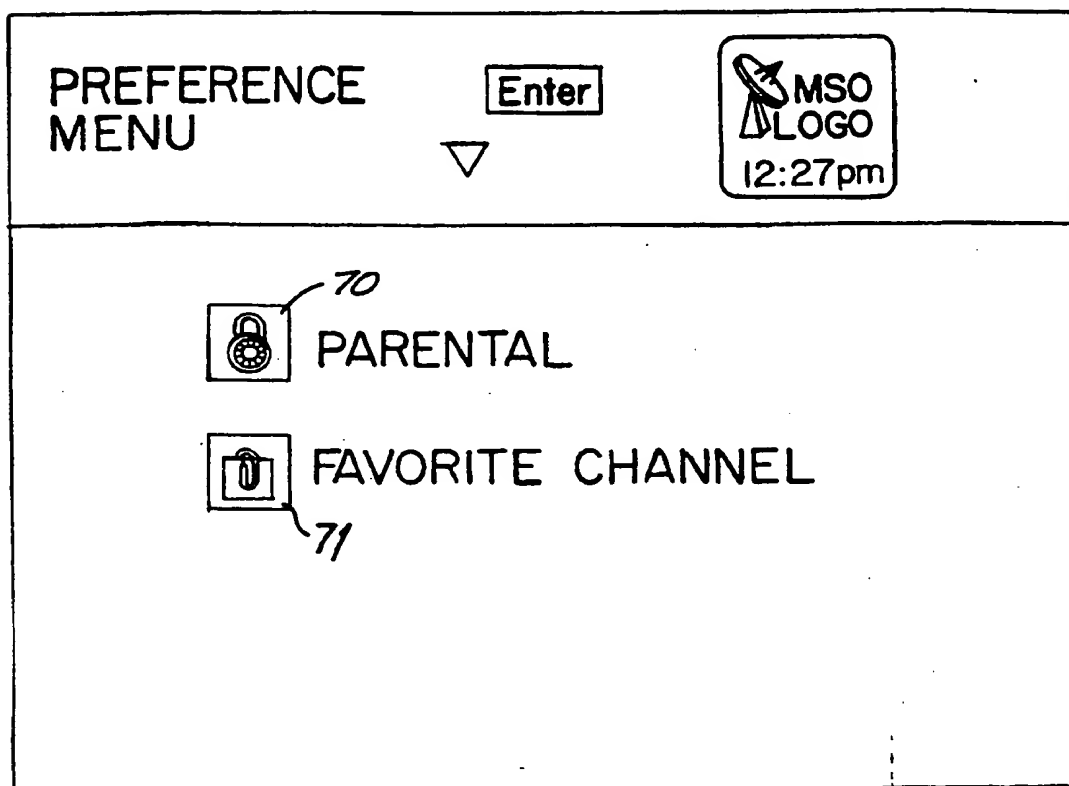 PREFERENCE
MENU
Enter
MSO
LOGO
12:27pm
70
PARENTAL
FAVORITE CHANNEL
71